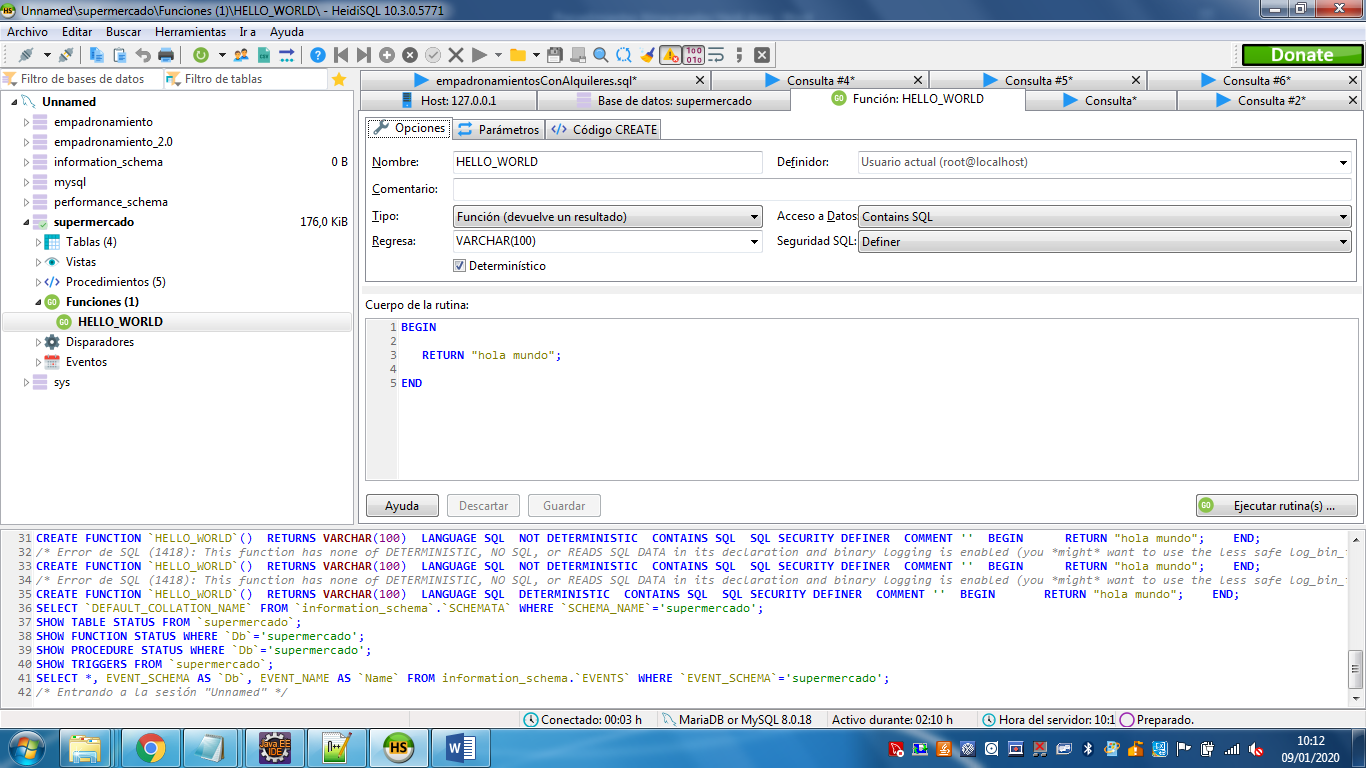 Unnamed\supermercado\Funciones (1)\HELLO_WORLD\ - HeidiSQL 10.3.0.5771
Archivo Editar Buscar Herramientas Ir a Ayuda
Donate
Filtro de bases de datos Filtro de tablas
Unnamed
empadronamiento
empadronamiento_2.0
information_schema 0 B
mysql
performance_schema
supermercado 176,0 KiB
Tablas (4)
Vistas
Procedimientos (5)
Funciones (1)
HELLO_WORLD
Disparadores
Eventos
sys
empadronamientosConAlquileres.sql* Consulta #4* Consulta #5* Consulta #6*
Host: 127.0.0.1 Base de datos: supermercado Función: HELLO_WORLD Consulta* Consulta #2*
Opciones Parámetros Código CREATE
Nombre: HELLO_WORLD Definidor: Usuario actual (root@localhost)
Comentario:
Tipo: Función (devuelve un resultado) Acceso a Datos Contains SQL
Regresa: VARCHAR(100) Seguridad SQL: Definer
Determinístico
Cuerpo de la rutina:
1 BEGIN
2
3 RETURN "hola mundo";
4
5 END
Ayuda Descartar Guardar Ejecutar rutina(s) ...
31 CREATE FUNCTION `HELLO_WORLD`() RETURNS VARCHAR(100) LANGUAGE SQL NOT DETERMINISTIC CONTAINS SQL SQL SECURITY DEFINER COMMENT '' BEGIN RETURN "hola mundo"; END;
32 /* Error de SQL (1418): This function has none of DETERMINISTIC, NO SQL, or READS SQL DATA in its declaration and binary logging is enabled (you *might* want to use the less safe log_bin_
33 CREATE FUNCTION `HELLO_WORLD`() RETURNS VARCHAR(100) LANGUAGE SQL NOT DETERMINISTIC CONTAINS SQL SQL SECURITY DEFINER COMMENT '' BEGIN RETURN "hola mundo"; END;
34 /* Error de SQL (1418): This function has none of DETERMINISTIC, NO SQL, or READS SQL DATA in its declaration and binary logging is enabled (you *might* want to use the less safe log_bin_
35 CREATE FUNCTION `HELLO_WORLD`() RETURNS VARCHAR(100) LANGUAGE SQL DETERMINISTIC CONTAINS SQL SQL SECURITY DEFINER COMMENT '' BEGIN RETURN "hola mundo"; END;
36 SELECT `DEFAULT_COLLATION_NAME` FROM `information_schema`.`SCHEMATA` WHERE `SCHEMA_NAME`='supermercado';
37 SHOW TABLE STATUS FROM `supermercado`;
38 SHOW FUNCTION STATUS WHERE `Db`='supermercado';
39 SHOW PROCEDURE STATUS WHERE `Db`='supermercado';
40 SHOW TRIGGERS FROM `supermercado`;
41 SELECT *, EVENT_SCHEMA AS `Db`, EVENT_NAME AS `Name` FROM information_schema.`EVENTS` WHERE `EVENT_SCHEMA`='supermercado';
42 /* Entrando a la sesión "Unnamed" */
Conectado: 00:03 h MariaDB or MySQL 8.0.18 Activo durante: 02:10 h Hora del servidor: 10:1 Preparado.
Java EE IDE HS W 10:12
09/01/2020